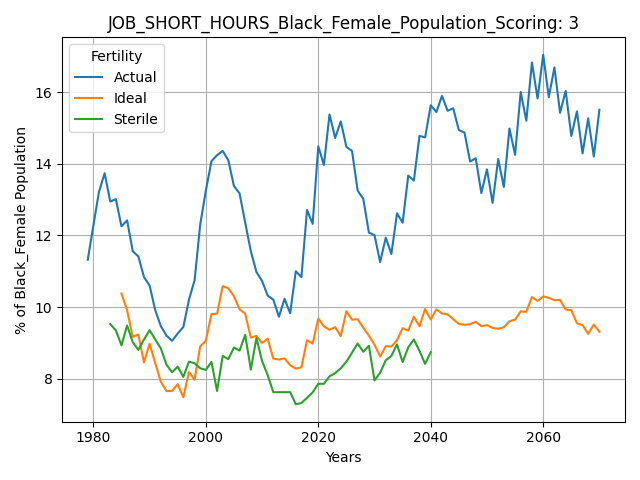 JOB_SHORT_HOURS_Black_Female_Population_Scoring: 3
Fertility
Actual
Ideal
Sterile
% of Black_Female Population
16
14
12
10
8
1980
2000
2020
2040
2060
Years